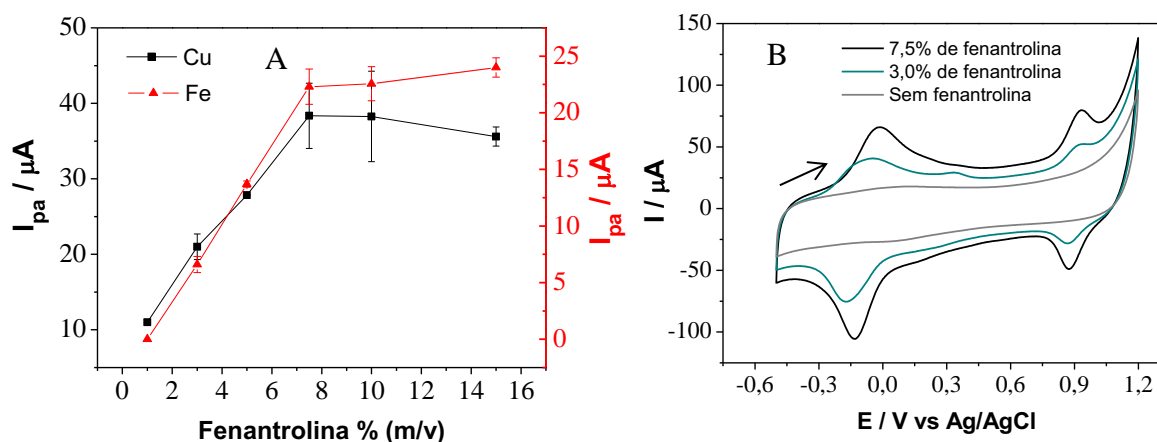 A
Cu
Fe
I_pa / μA
50
40
30
20
10
0
2
4
6
8
10
12
14
16
Fenantrolina % (m/v)
25
20
15
10
5
0
I_pa / μA
B
7,5% de fenantrolina
3,0% de fenantrolina
Sem fenantrolina
I / μA
150
100
50
0
-50
-100
-0,6
-0,3
0,0
0,3
0,6
0,9
1,2
E / V vs Ag/AgCl